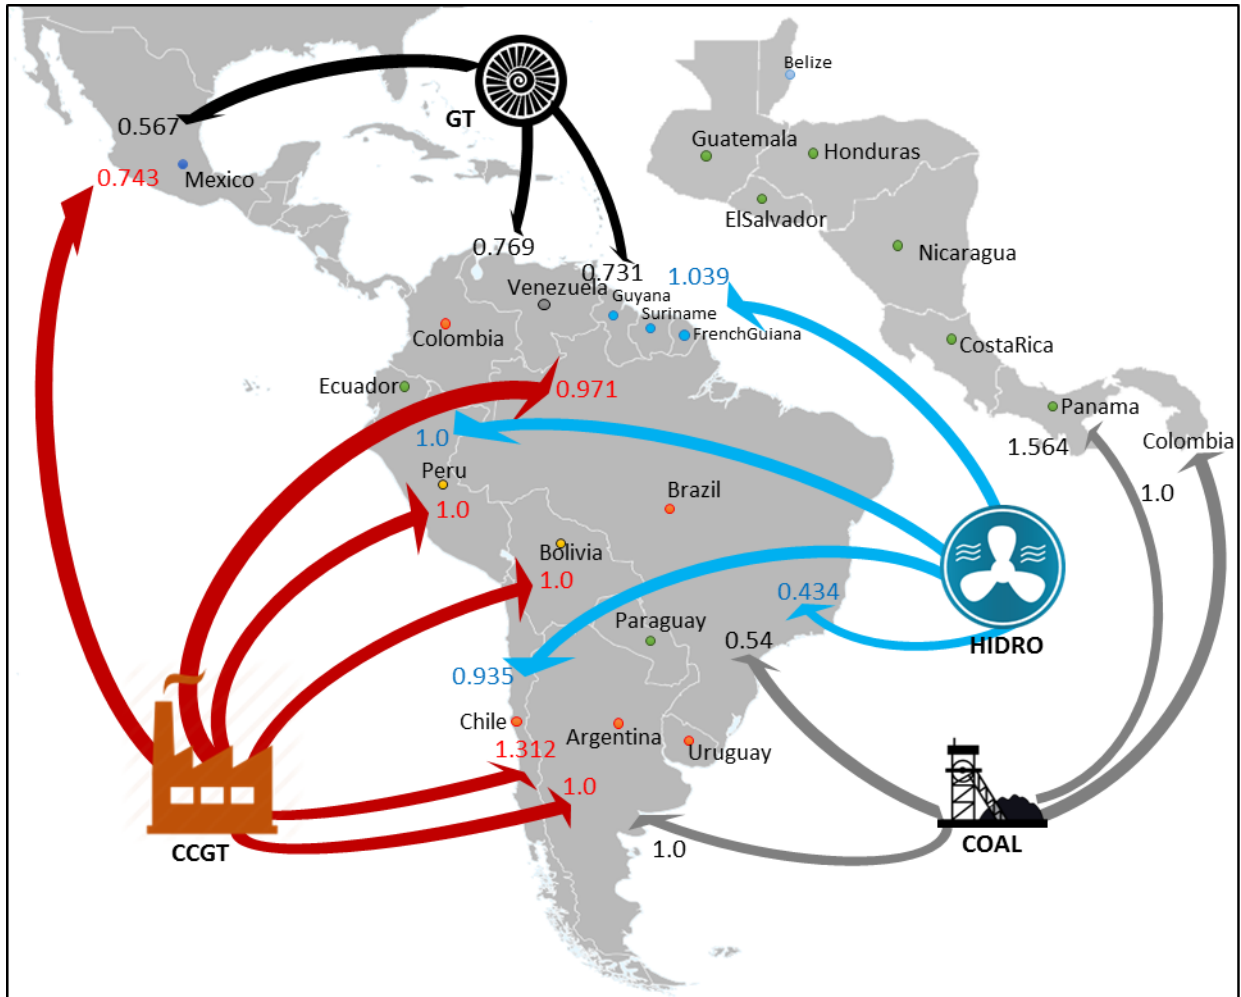 Belize
GT
0.567
Guatemala
Honduras
0.743
Mexico
ElSalvador
0.769
Nicaragua
0.731
1.039
Venezuela
Guyana
Suriname
FrenchGuiana
Colombia
CostaRica
Ecuador
0.971
Panama
1.0
1.564
Colombia
Peru
Brazil
1.0
1.0
Bolivia
1.0
0.434
Paraguay
0.54
HIDRO
0.935
Chile
Argentina
Uruguay
1.312
1.0
CCGT
1.0
COAL